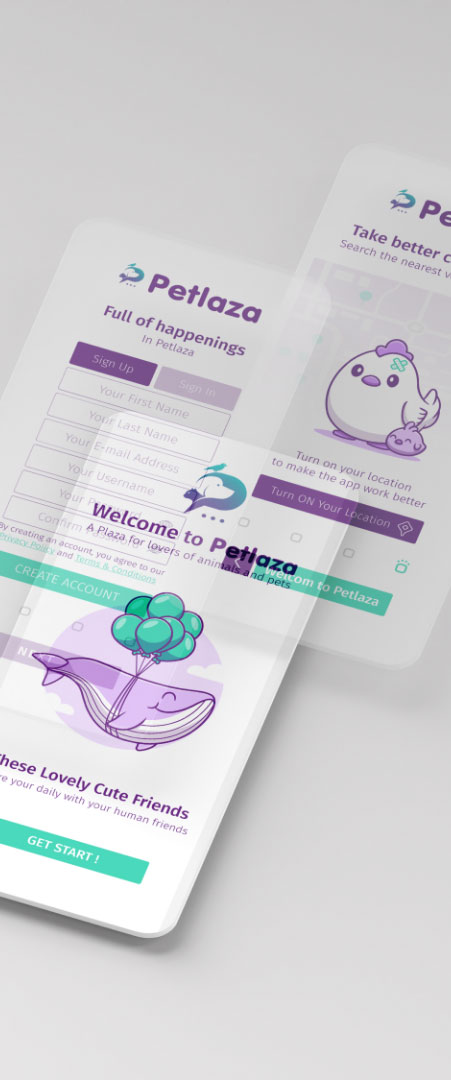 Petlaza
Full of happenings
In Petlaza
Sign Up
Sign In
Your First Name
Your Last Name
Your E-mail Address
Your Username
Your
Confirm
By creating an account, you agree to our
Privacy Policy and Terms & Conditions
CREATE ACCOUNT
N
Pe
Take better c
Search the nearest v
Turn on your location
to make the app work better
Turn ON Your Location
Welcom to Petlaza
Welcome to Petlaza
A Plaza for lovers of animals and pets
These Lovely Cute Friends
re your daily with your human friends
GET START !